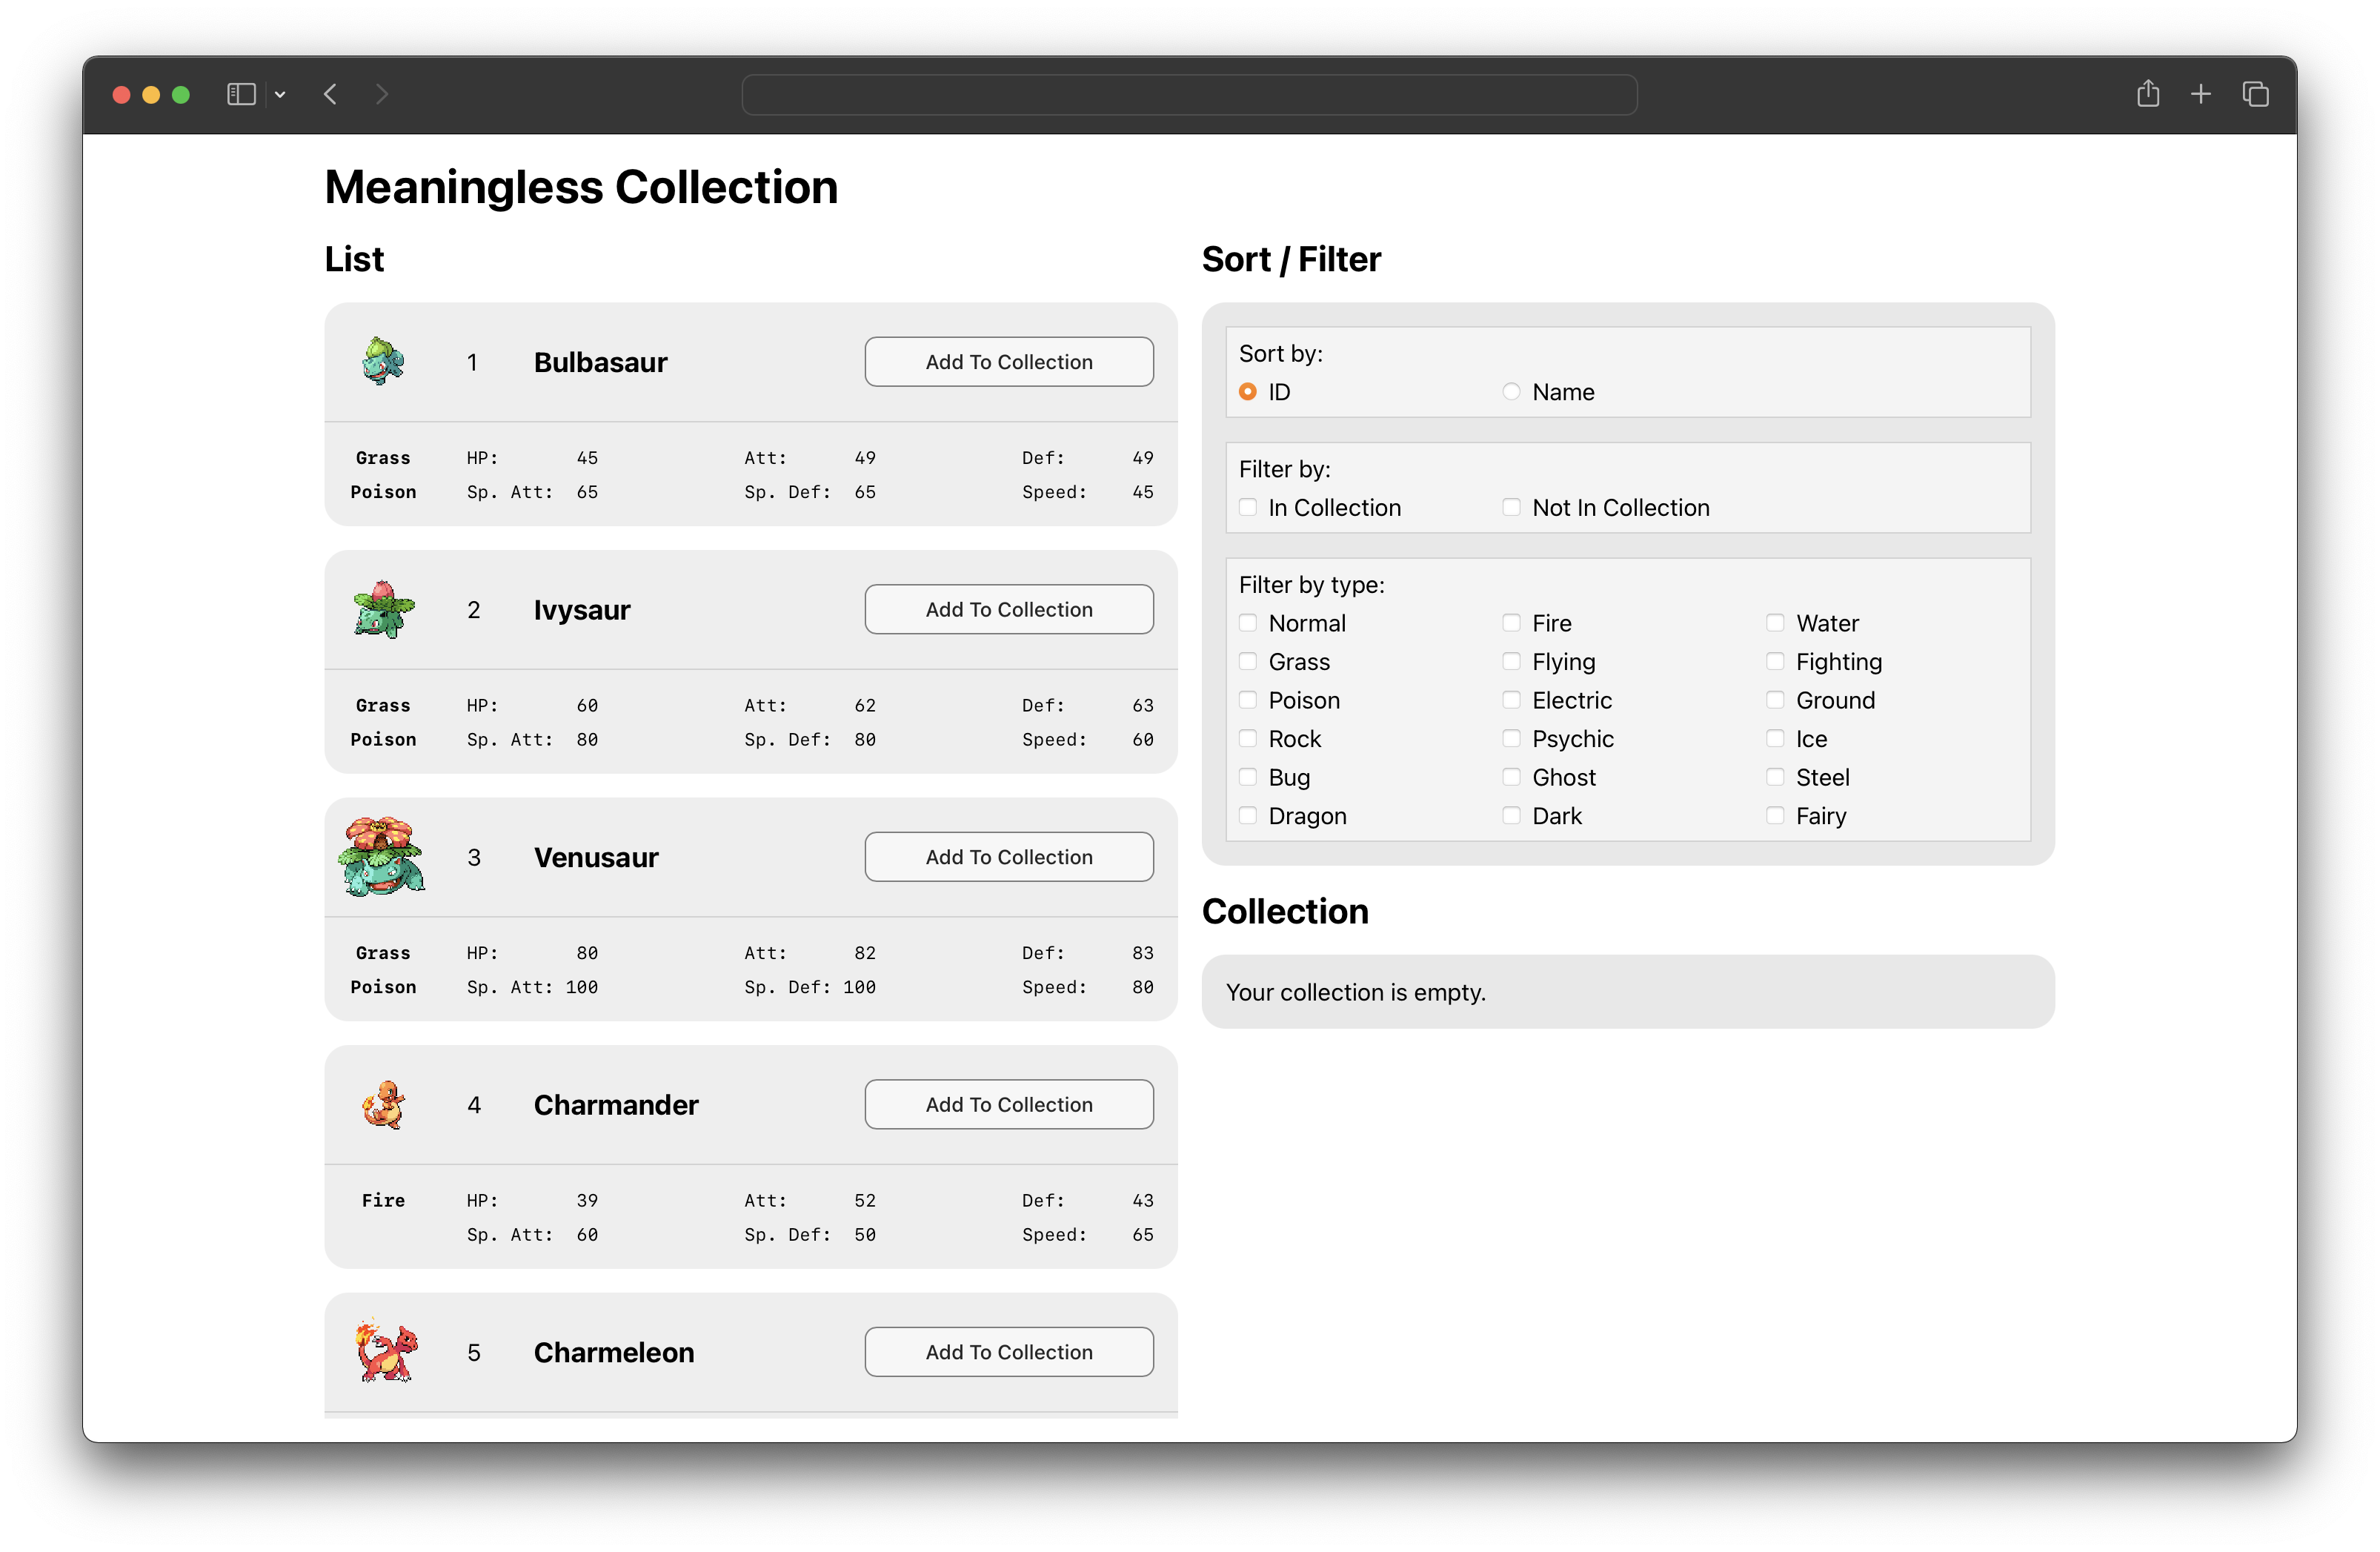 Meaningless Collection
List
1 Bulbasaur Add To Collection
Grass HP: 45 Att: 49 Def: 49
Poison Sp. Att: 65 Sp. Def: 65 Speed: 45
2 Ivysaur Add To Collection
Grass HP: 60 Att: 62 Def: 63
Poison Sp. Att: 80 Sp. Def: 80 Speed: 60
3 Venusaur Add To Collection
Grass HP: 80 Att: 82 Def: 83
Poison Sp. Att: 100 Sp. Def: 100 Speed: 80
4 Charmander Add To Collection
Fire HP: 39 Att: 52 Def: 43
Sp. Att: 60 Sp. Def: 50 Speed: 65
5 Charmeleon Add To Collection
Sort / Filter
Sort by:
ID Name
Filter by:
In Collection Not In Collection
Filter by type:
Normal Fire Water
Grass Flying Fighting
Poison Electric Ground
Rock Psychic Ice
Bug Ghost Steel
Dragon Dark Fairy
Collection
Your collection is empty.